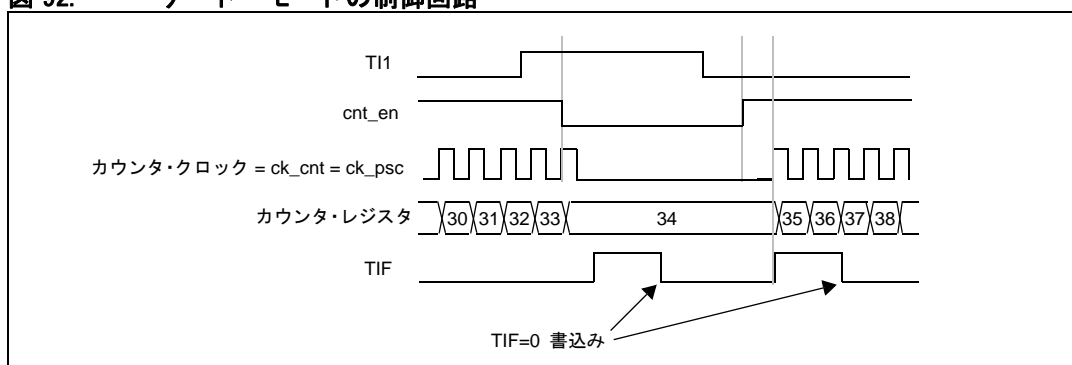 TI1
cnt_en
カウンタ・クロック = ck_cnt = ck_psc
カウンタ・レジスタ 30 31 32 33 34 35 36 37 38
TIF
TIF=0 書込み